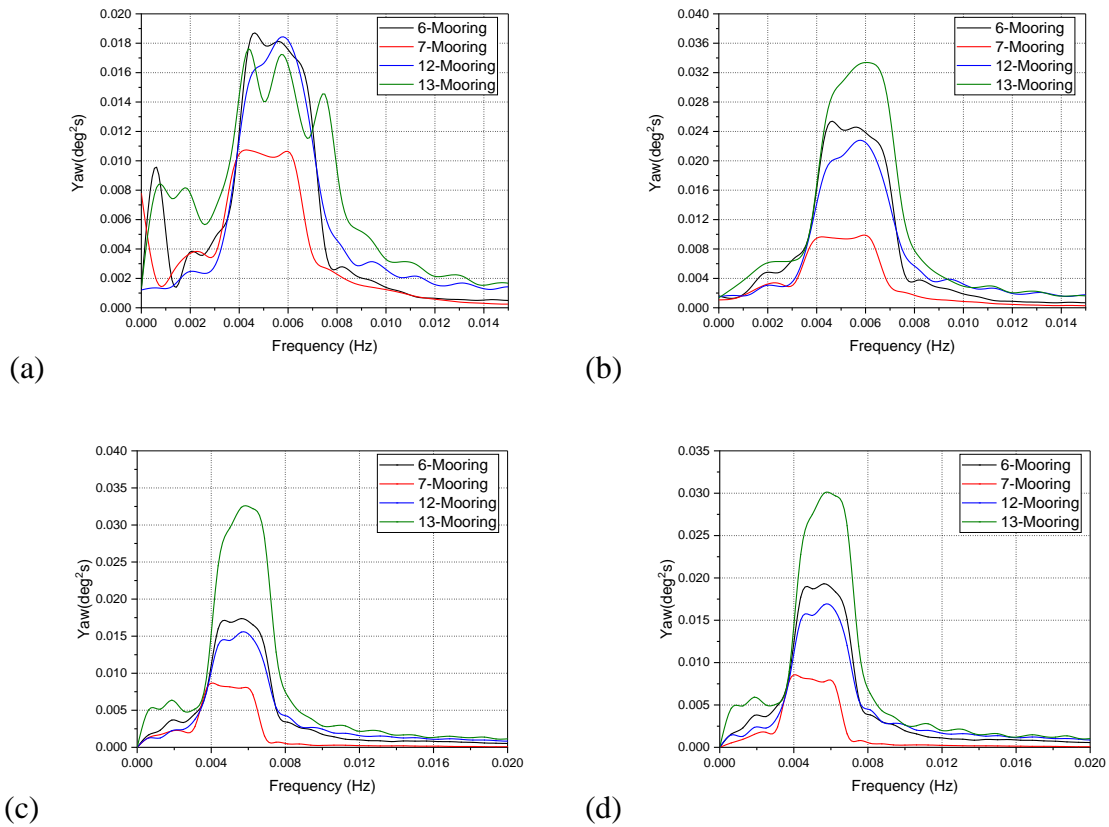 0.020
0.018
0.016
0.014
0.012
0.010
0.008
0.006
0.004
0.002
0.000
Yaw(deg²s)
6-Mooring
7-Mooring
12-Mooring
13-Mooring
0.000 0.002 0.004 0.006 0.008 0.010 0.012 0.014
Frequency (Hz)
(a)
0.040
0.036
0.032
0.028
0.024
0.020
0.016
0.012
0.008
0.004
0.000
Yaw(deg²s)
6-Mooring
7-Mooring
12-Mooring
13-Mooring
0.000 0.002 0.004 0.006 0.008 0.010 0.012 0.014
Frequency (Hz)
(b)
0.040
0.035
0.030
0.025
0.020
0.015
0.010
0.005
0.000
Yaw(deg²s)
6-Mooring
7-Mooring
12-Mooring
13-Mooring
0.000 0.004 0.008 0.012 0.016 0.020
Frequency (Hz)
(c)
0.035
0.030
0.025
0.020
0.015
0.010
0.005
0.000
Yaw(deg²s)
6-Mooring
7-Mooring
12-Mooring
13-Mooring
0.000 0.004 0.008 0.012 0.016 0.020
Frequency (Hz)
(d)